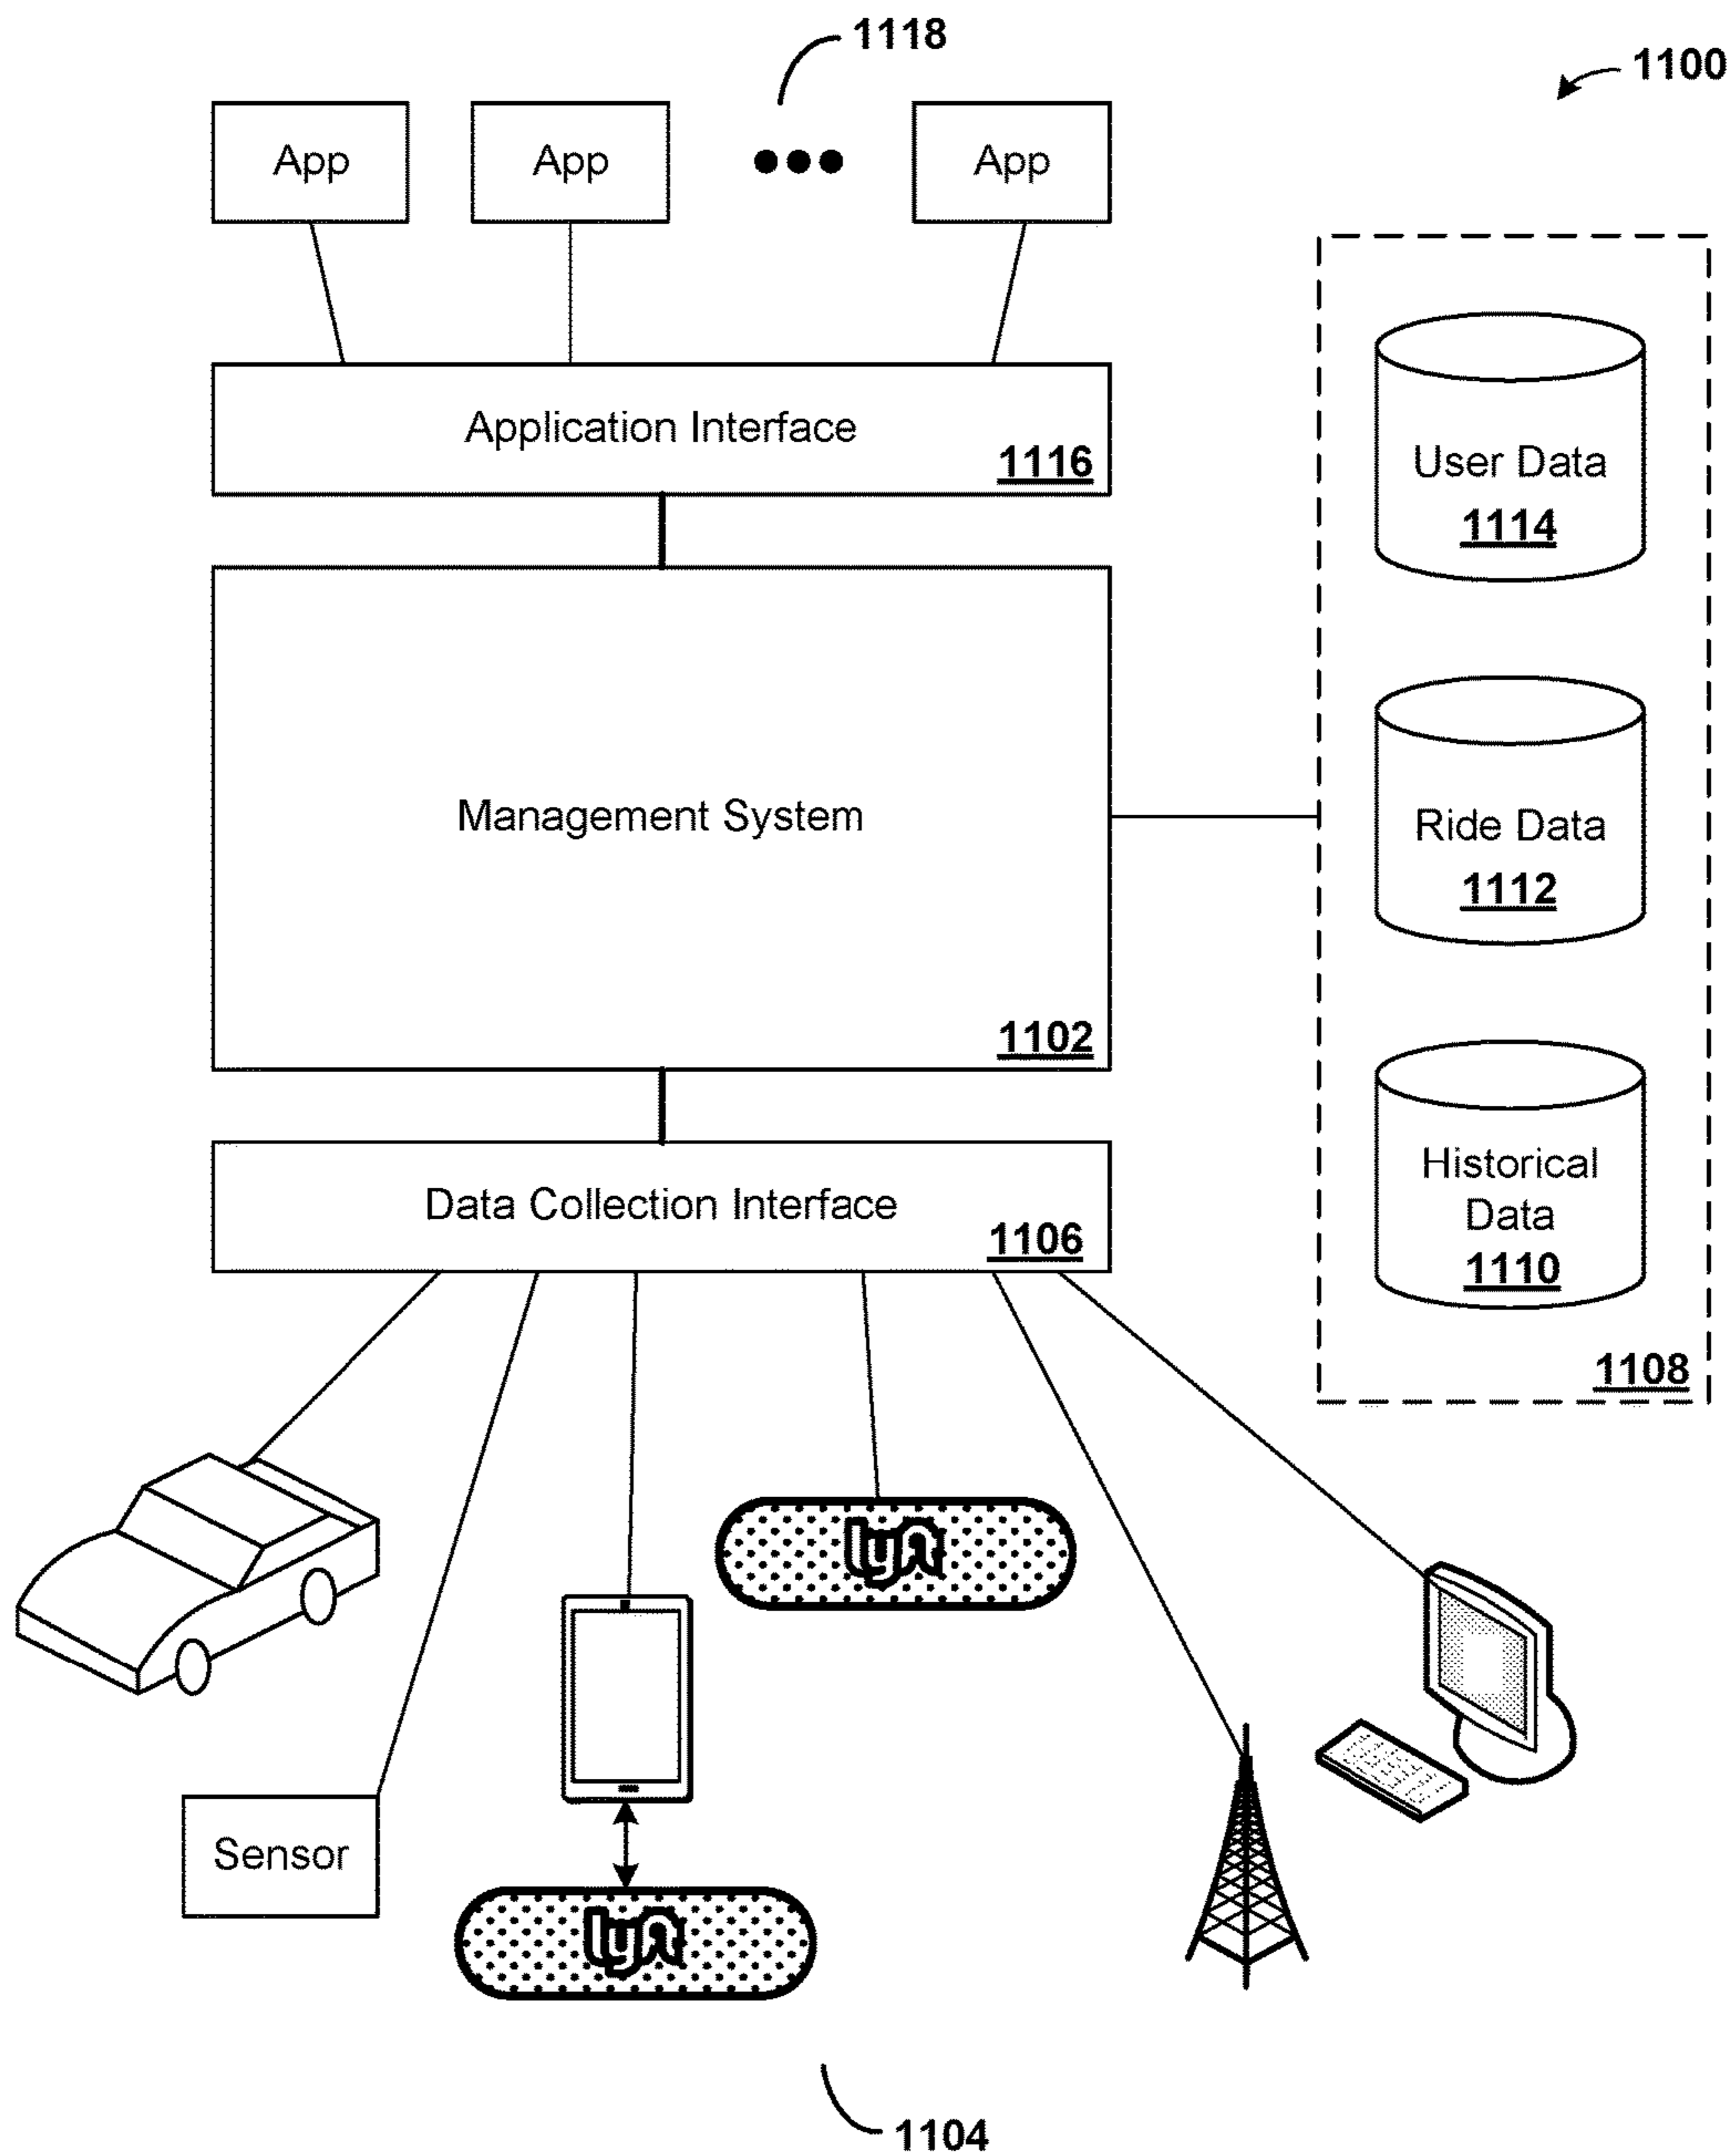 1118
1100
App
App
App
Application Interface
1116
User Data
1114
Management System
1102
Ride Data
1112
Data Collection Interface
1106
Historical
Data
1110
1108
lyft
Sensor
lyft
1104